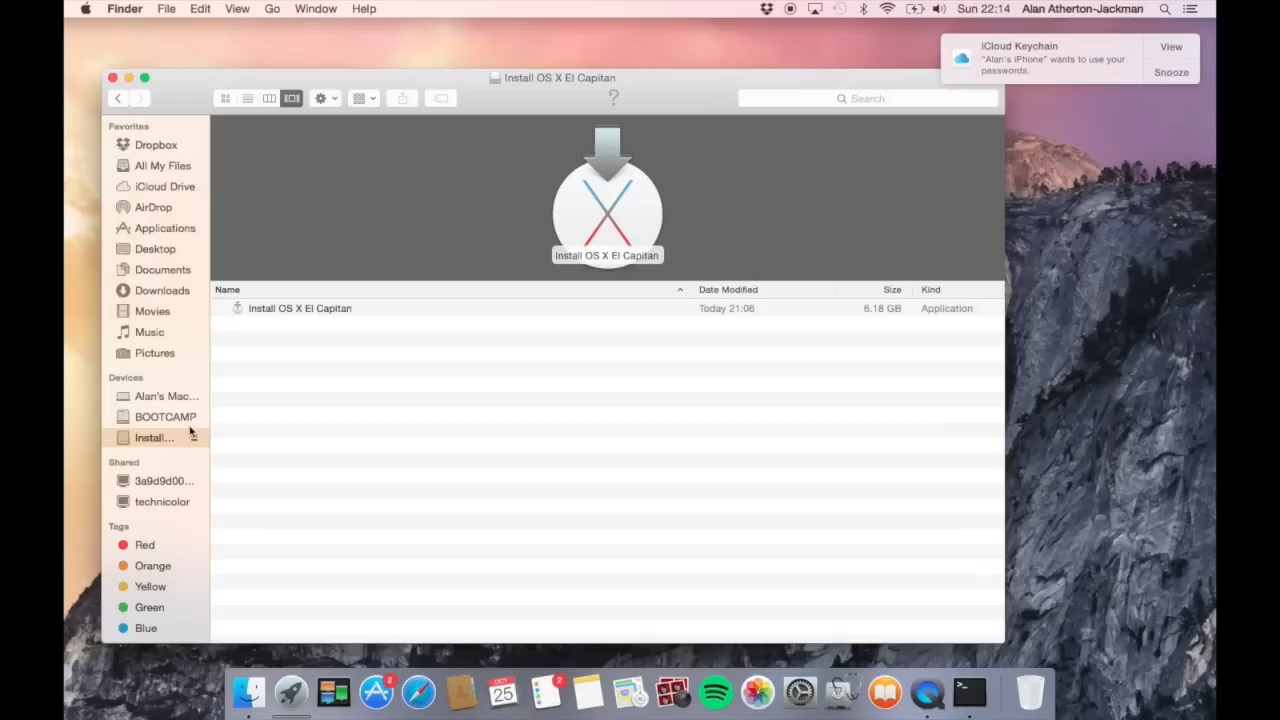 Finder File Edit View Go Window Help Sun 22:14 Alan Atherton-Jackman
iCloud Keychain
"Alan's iPhone" wants to use your
passwords.
View
Snooze
Install OS X El Capitan
?
Search
Favorites
Dropbox
All My Files
iCloud Drive
AirDrop
Applications
Desktop
Documents
Downloads
Movies
Music
Pictures
Devices
Alan's Mac...
BOOTCAMP
Install...
Shared
3a9d9d00...
technicolor
Tags
Red
Orange
Yellow
Green
Blue
Install OS X El Capitan
Name Date Modified Size Kind
Install OS X El Capitan Today 21:06 6.18 GB Application
2
OCT
25
2